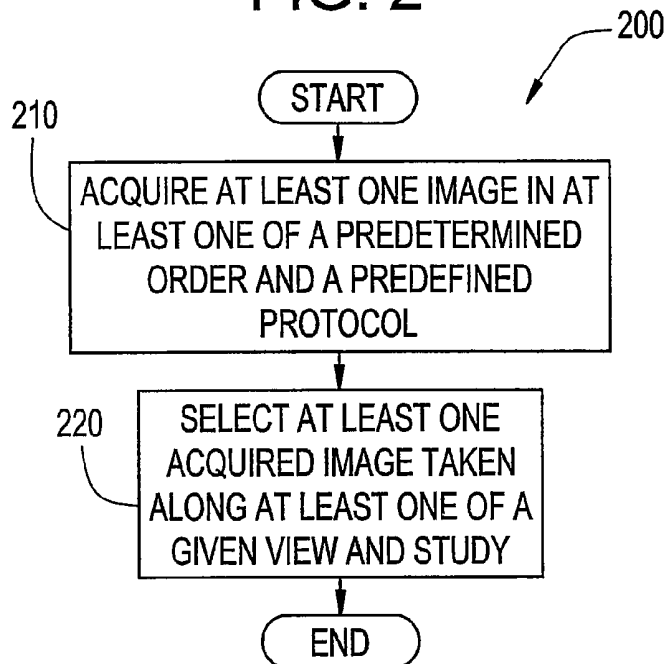 FIG. 2
200
START
210
ACQUIRE AT LEAST ONE IMAGE IN AT
LEAST ONE OF A PREDETERMINED
ORDER AND A PREDEFINED
PROTOCOL
220
SELECT AT LEAST ONE
ACQUIRED IMAGE TAKEN
ALONG AT LEAST ONE OF A
GIVEN VIEW AND STUDY
END